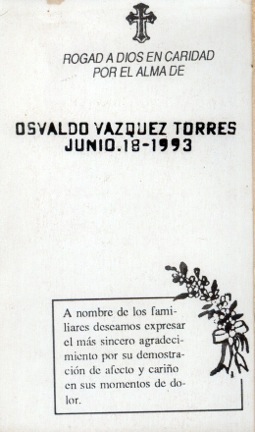 ROGAD A DIOS EN CARIDAD
POR EL ALMA DE
OSVALDO VAZQUEZ TORRES
JUNIO.18-1993
A nombre de los fami-
liares deseamos expresar
el más sincero agradeci-
miento por su demostra-
ción de afecto y cariño
en sus momentos de do-
lor.